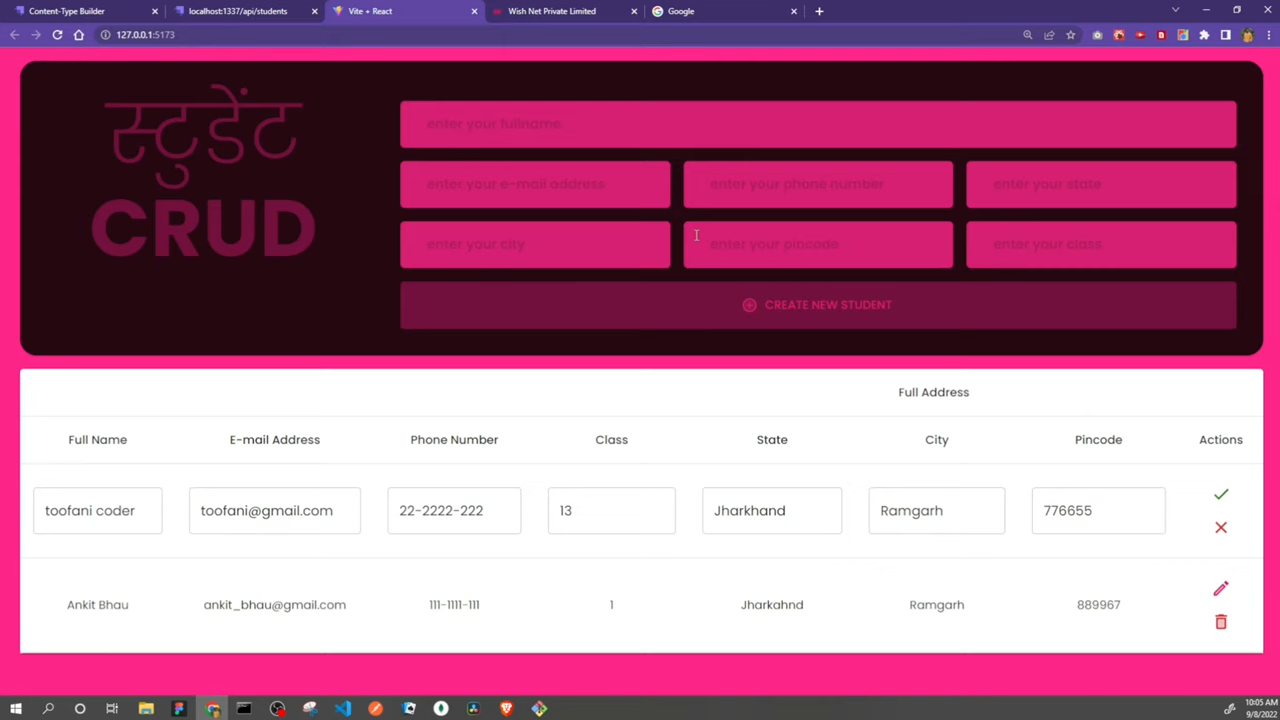 Content-Type Builder
localhost:1337/api/students
Vite + React
Wish Net Private Limited
Google
127.0.0.1:5173
स्टुडेंट
CRUD
enter your fullname
enter your e-mail address
enter your phone number
enter your state
enter your city
enter your pincode
enter your class
CREATE NEW STUDENT
Full Address
Full Name
E-mail Address
Phone Number
Class
State
City
Pincode
Actions
toofani coder
toofani@gmail.com
22-2222-222
13
Jharkhand
Ramgarh
776655
Ankit Bhau
ankit_bhau@gmail.com
111-1111-111
1
Jharkahnd
Ramgarh
889967
10:05 AM
9/8/2022